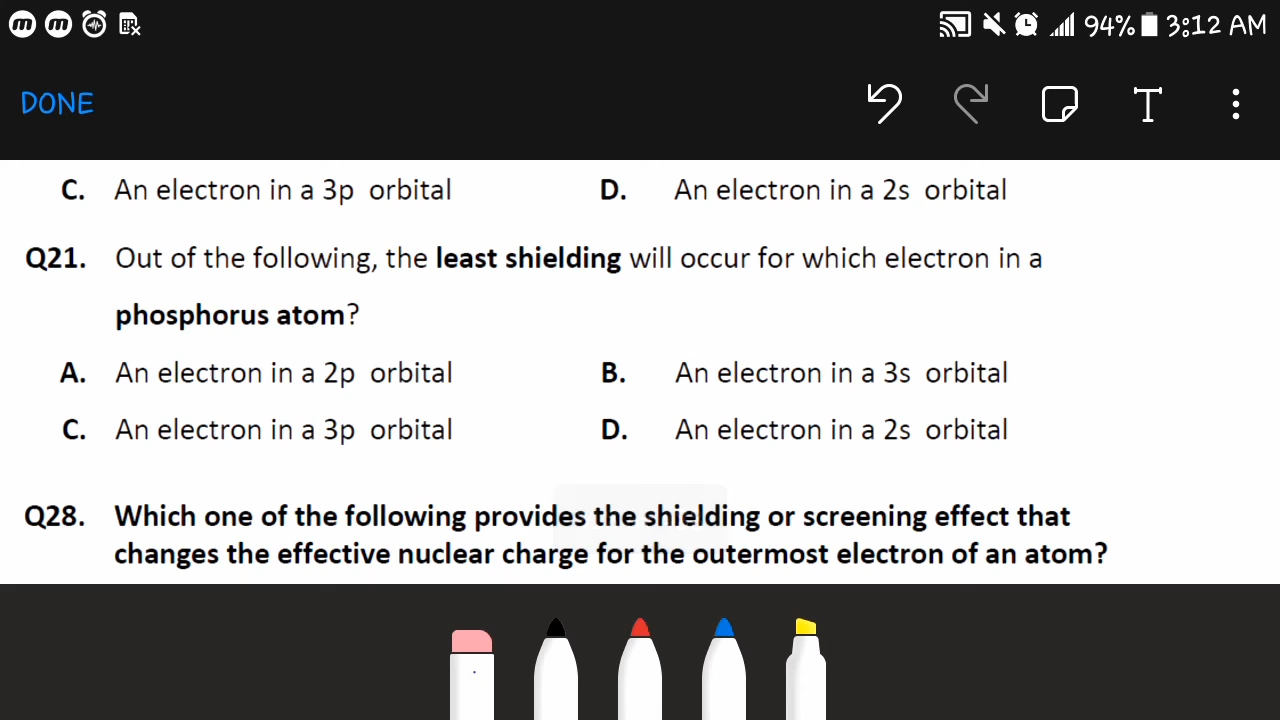 94% 3:12 AM
DONE T
C. An electron in a 3p orbital D. An electron in a 2s orbital
Q21. Out of the following, the least shielding will occur for which electron in a
phosphorus atom?
A. An electron in a 2p orbital B. An electron in a 3s orbital
C. An electron in a 3p orbital D. An electron in a 2s orbital
Q28. Which one of the following provides the shielding or screening effect that
changes the effective nuclear charge for the outermost electron of an atom?